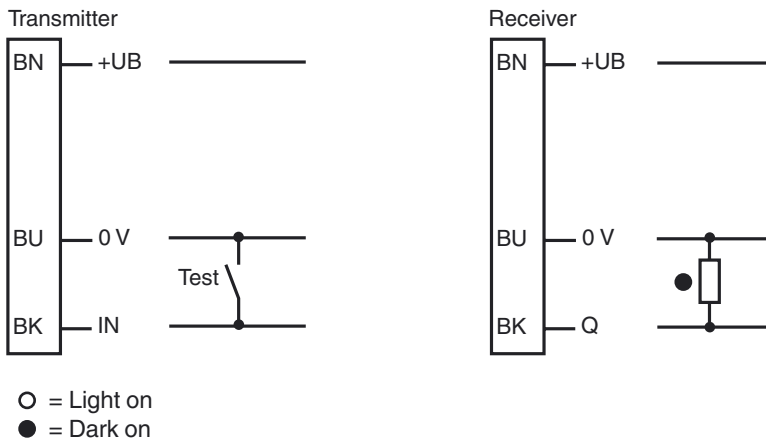 Transmitter
BN +UB
BU 0 V
Test
BK IN
Receiver
BN +UB
BU 0 V
BK Q
= Light on
= Dark on